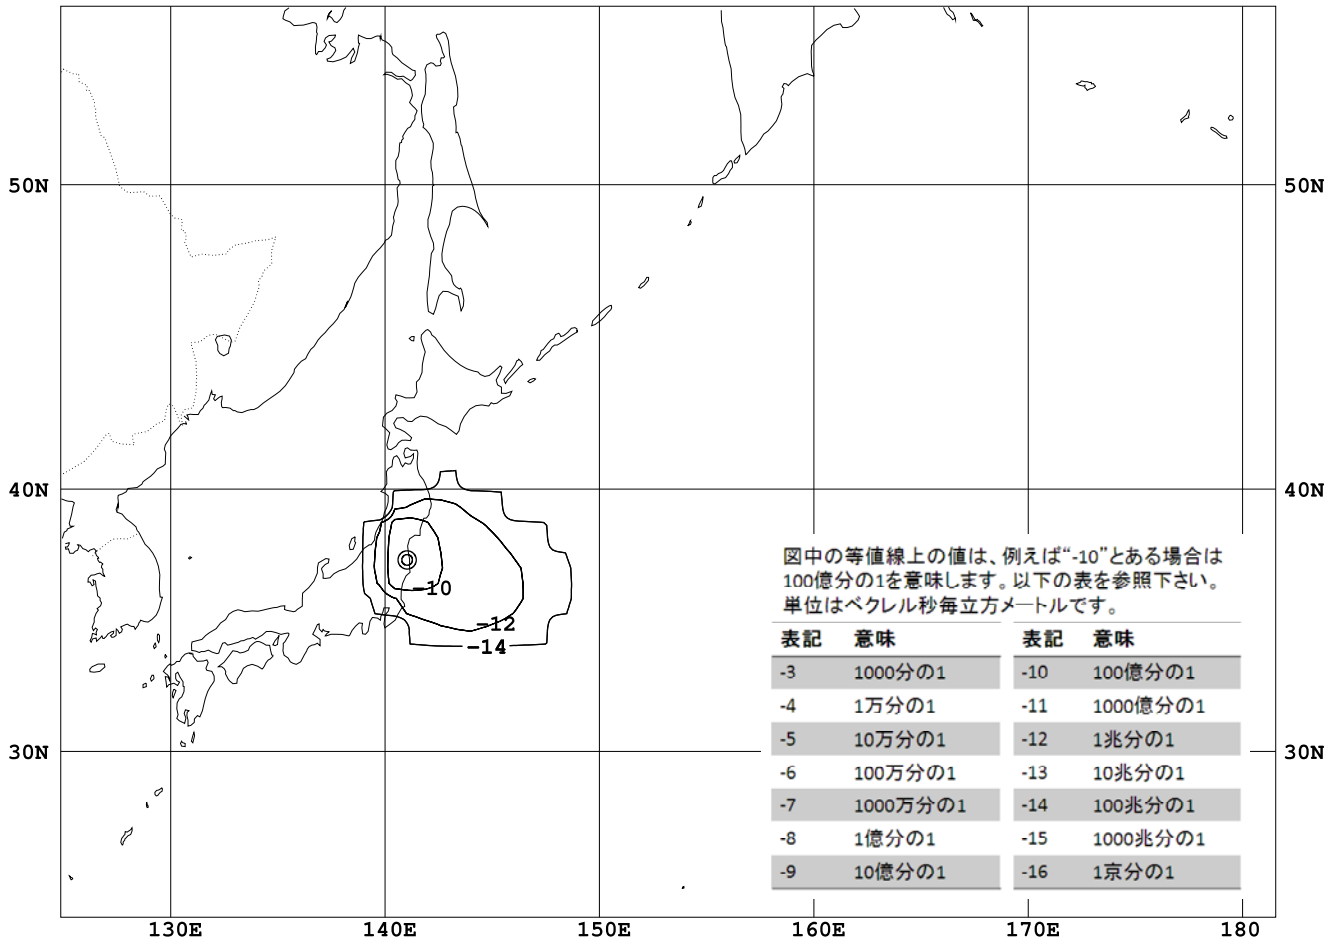 50N 50N
40N 40N
図中の等値線上の値は、例えば“-10”とある場合は
100億分の1を意味します。以下の表を参照下さい。
単位はベクレル秒毎立方メートルです。
-10
-12
-14
表記 意味 表記 意味
-3 1000分の1 -10 100億分の1
-4 1万分の1 -11 1000億分の1
-5 10万分の1 -12 1兆分の1
30N 30N
-6 100万分の1 -13 10兆分の1
-7 1000万分の1 -14 100兆分の1
-8 1億分の1 -15 1000兆分の1
-9 10億分の1 -16 1京分の1
130E 140E 150E 160E 170E 180